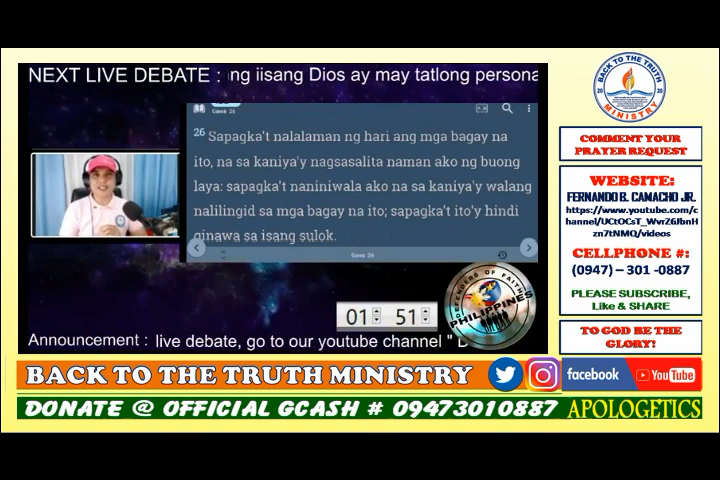 NEXT LIVE DEBATE : ng iisang Dios ay may tatlong persona
26 Sapagka't nalalaman ng hari ang mga bagay na
ito, na sa kaniya'y nagsasalita naman ako ng buong
laya: sapagka't naniniwala ako na sa kaniya'y walang
nalilingid sa mga bagay na ito; sapagka't ito'y hindi
ginawa sa isang sulok.
Gawa 26
01 51
DEFENDERS OF FAITH
PHILIPPINES
Announcement : live debate, go to our youtube channel "
BACK TO THE TRUTH
20 20
MINISTRY
COMMENT YOUR
PRAYER REQUEST
WEBSITE:
FERNANDO B. CAMACHO JR.
https://www.youtube.com/c
hannel/UCtOCsT_WvrZ6JbnH
zn7tNMQ/videos
CELLPHONE #:
(0947) – 301 -0887
PLEASE SUBSCRIBE,
Like & SHARE
TO GOD BE THE
GLORY!
BACK TO THE TRUTH MINISTRY
facebook
YouTube
DONATE @ OFFICIAL GCASH # 09473010887 APOLOGETICS